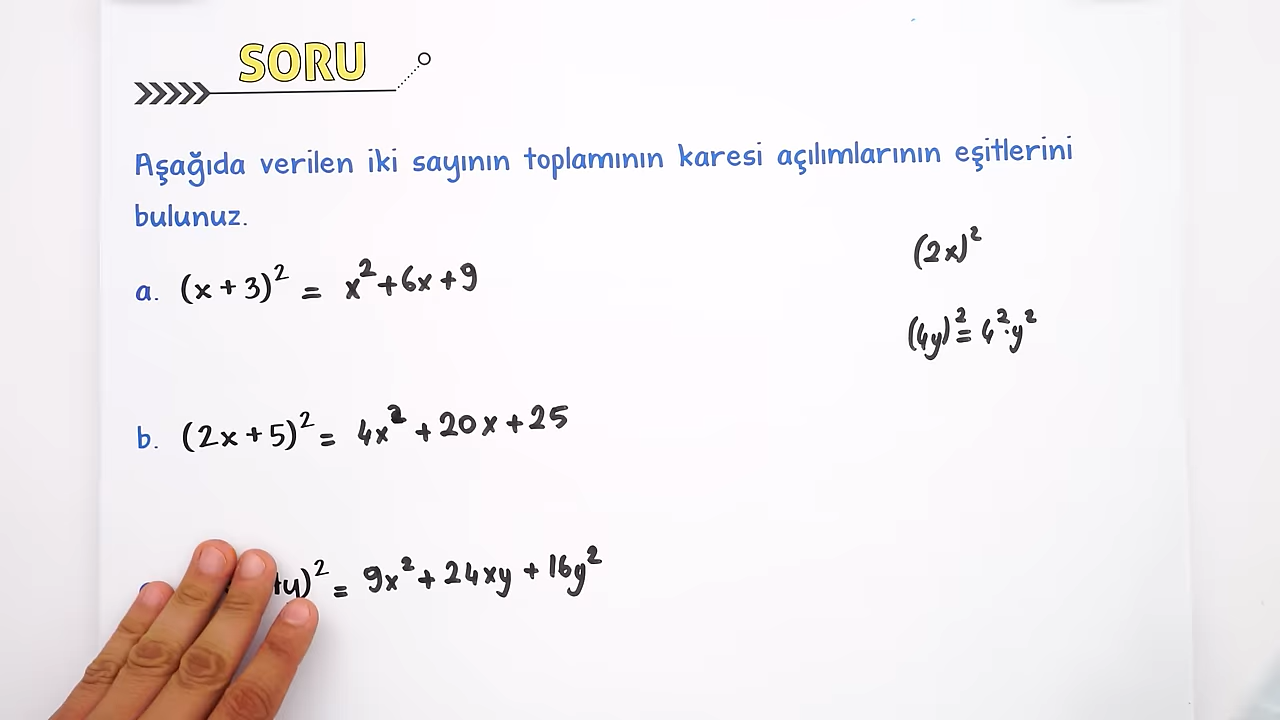 SORU
Aşağıda verilen iki sayının toplamının karesi açılımlarının eşitlerini
bulunuz.
(2x)²
a. (x + 3)² = x² + 6x + 9
(4y)² = 4² · y²
b. (2x + 5)² = 4x² + 20x + 25
y)² = 9x² + 24xy + 16y²